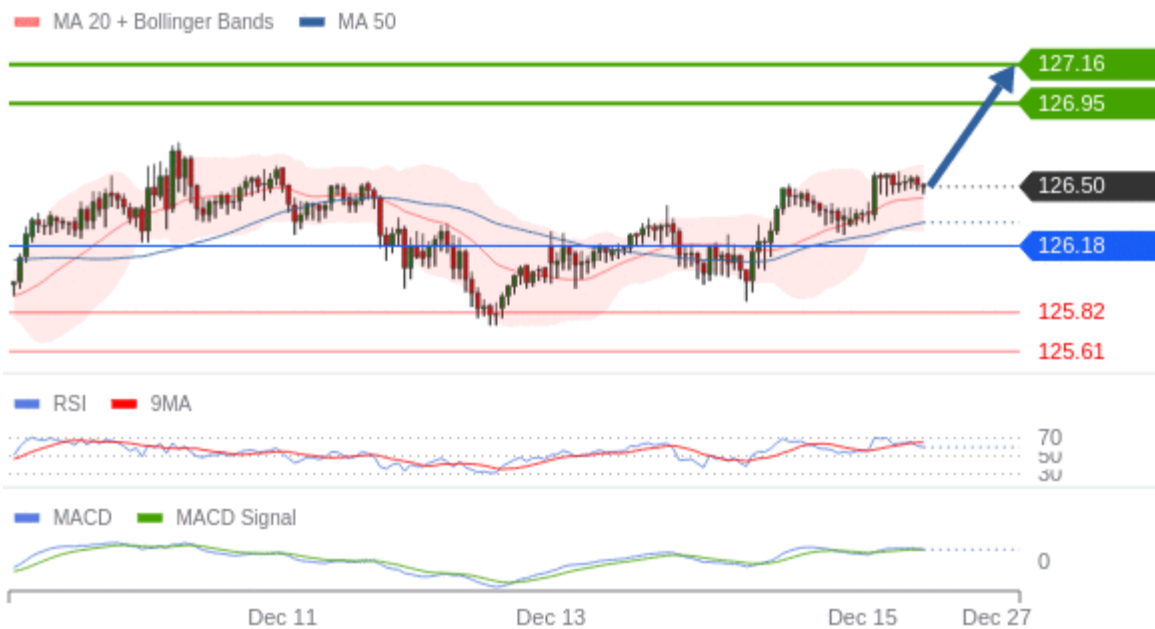 MA 20 + Bollinger Bands MA 50
127.16
126.95
126.50
126.18
125.82
125.61
RSI 9MA
70
50
30
MACD MACD Signal
0
Dec 11 Dec 13 Dec 15 Dec 27